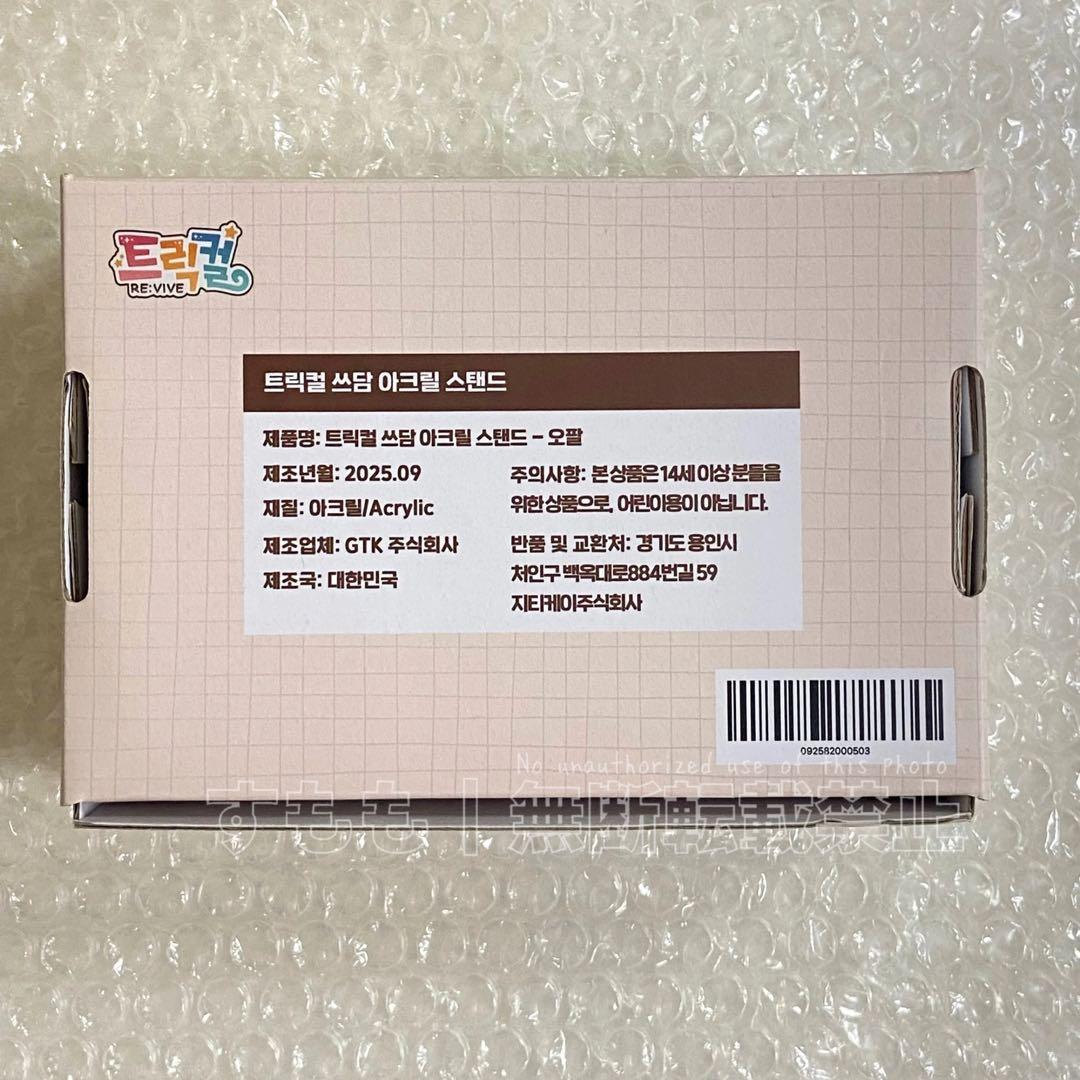 트릭컬
RE:VIVE
트릭컬 쓰담 아크릴 스탠드
제품명: 트릭컬 쓰담 아크릴 스탠드 - 오팔
제조년월: 2025.09
재질: 아크릴/Acrylic
제조업체: GTK 주식회사
제조국: 대한민국
주의사항: 본 상품은 14세 이상 분들을
위한 상품으로, 어린이용이 아닙니다.
반품 및 교환처: 경기도 용인시
처인구 백옥대로884번길 59
지티케이주식회사
092582000503
No unauthorized use of this photo
すもも｜無断転載禁止